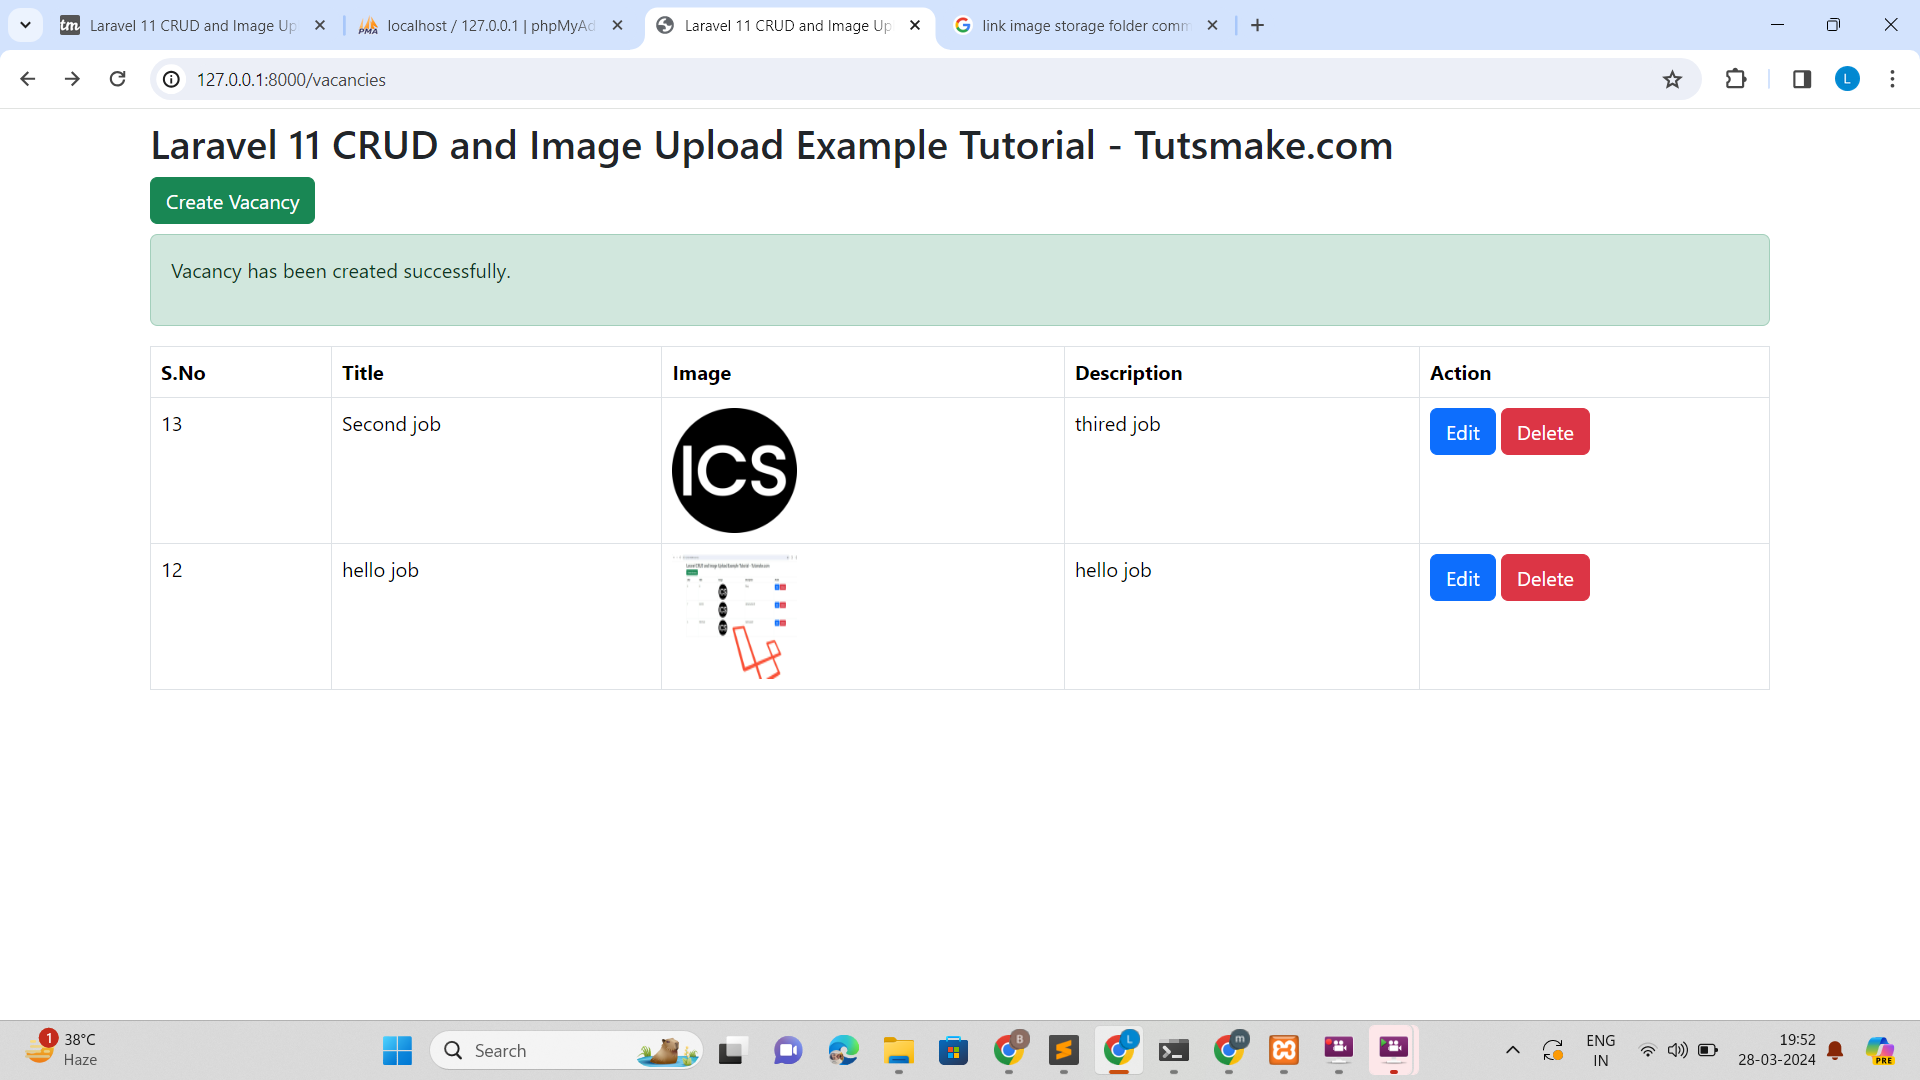 tm Laravel 11 CRUD and Image Up
PMA localhost / 127.0.0.1 | phpMyAd
Laravel 11 CRUD and Image Up
G link image storage folder comm
127.0.0.1:8000/vacancies
L
Laravel 11 CRUD and Image Upload Example Tutorial - Tutsmake.com
Create Vacancy
Vacancy has been created successfully.
S.No Title Image Description Action
13 Second job ICS thired job Edit Delete
12 hello job hello job Edit Delete
1 38°C
Haze
Search
B
L
m
ENG
IN
19:52
28-03-2024
PRE